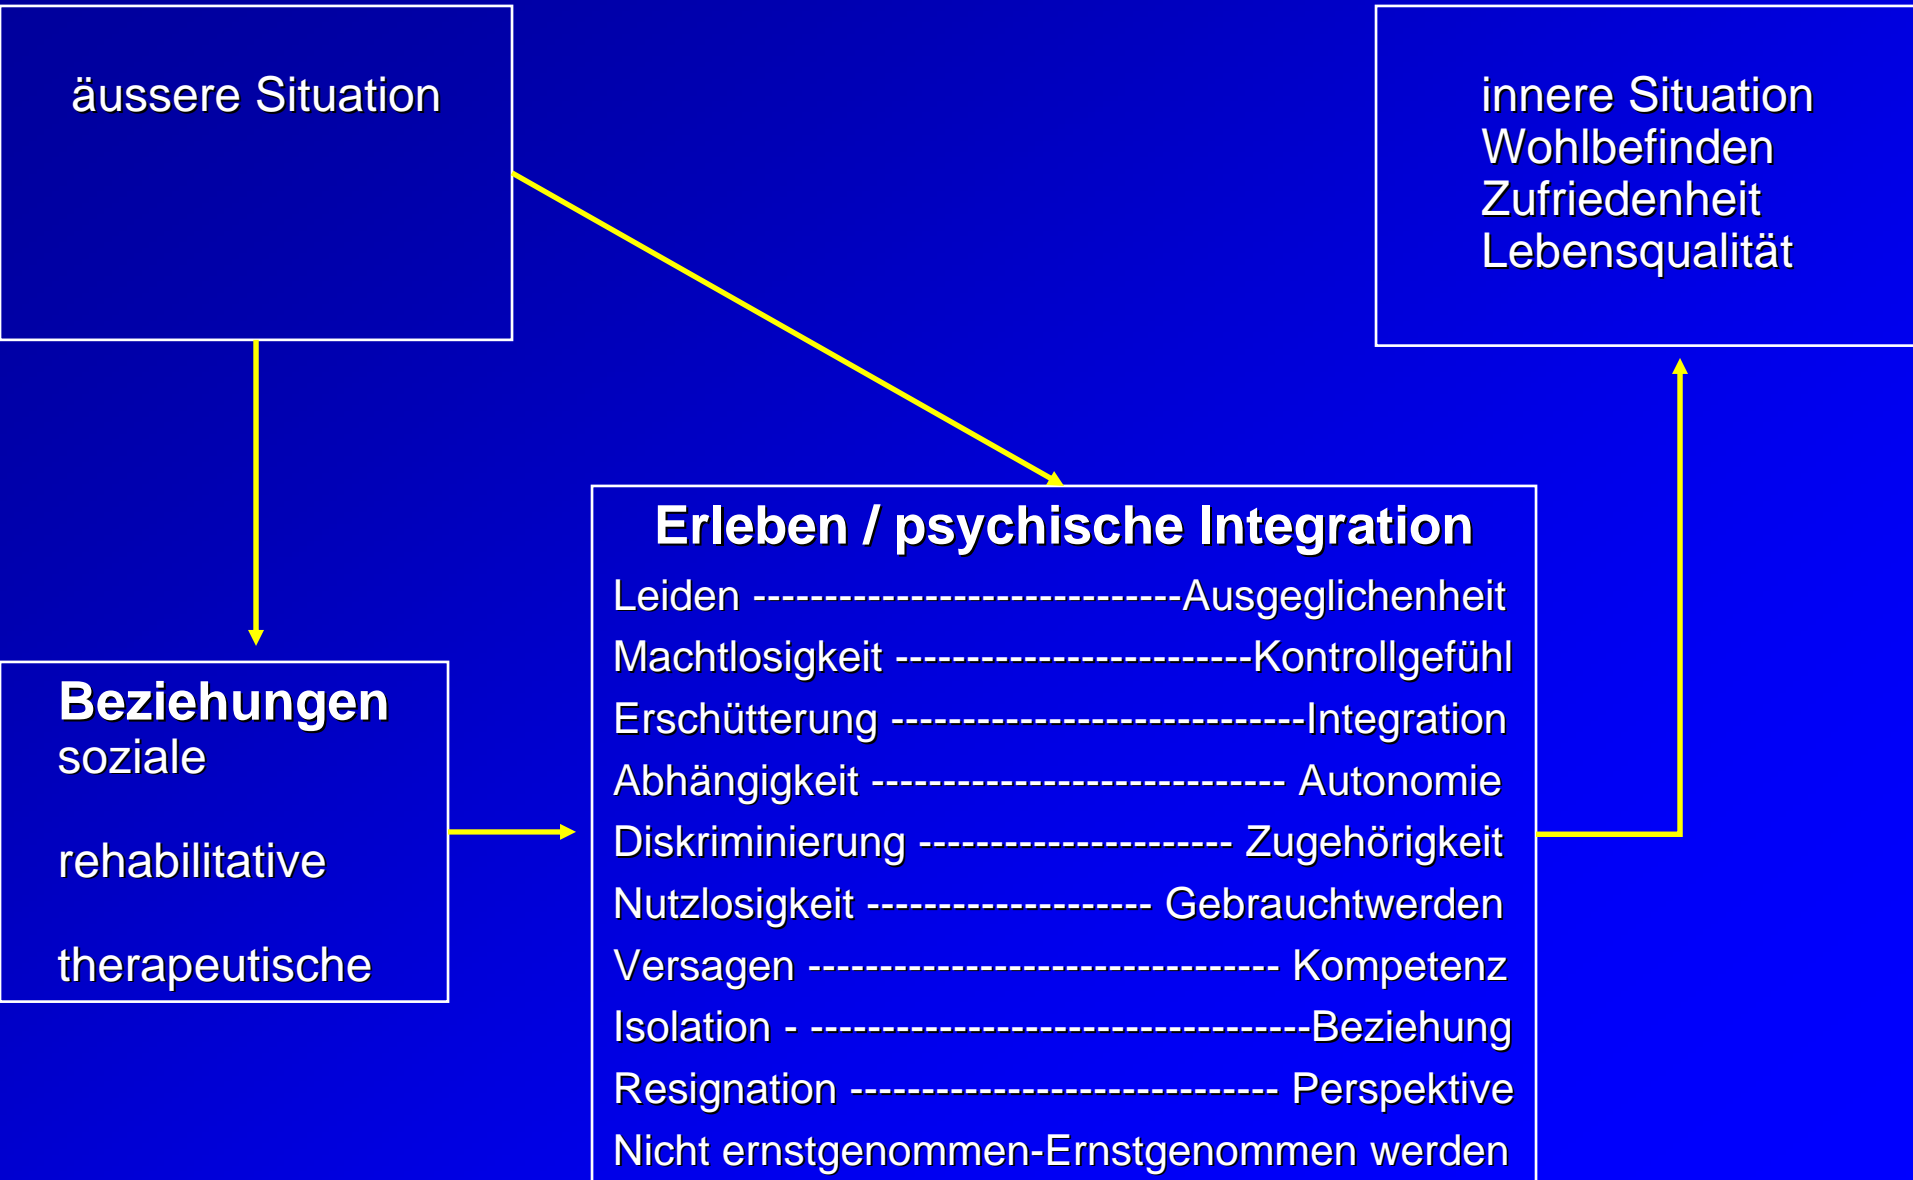 äussere Situation
innere Situation
Wohlbefinden
Zufriedenheit
Lebensqualität
Beziehungen
soziale
rehabilitative
therapeutische
Erleben / psychische Integration
Leiden ------------------------------Ausgeglichenheit
Machtlosigkeit -------------------------Kontrollgefühl
Erschütterung -----------------------------Integration
Abhängigkeit ----------------------------- Autonomie
Diskriminierung ---------------------- Zugehörigkeit
Nutzlosigkeit -------------------- Gebrauchtwerden
Versagen --------------------------------- Kompetenz
Isolation - -----------------------------------Beziehung
Resignation ------------------------------ Perspektive
Nicht ernstgenommen-Ernstgenommen werden